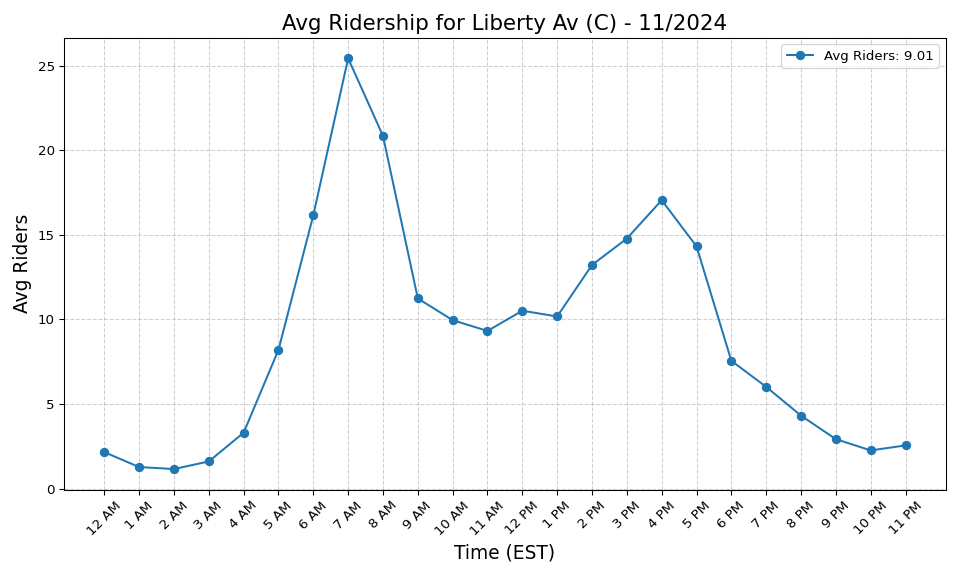 Avg Ridership for Liberty Av (C) - 11/2024
Avg Riders: 9.01
Avg Riders
25
20
15
10
5
0
12 AM
1 AM
2 AM
3 AM
4 AM
5 AM
6 AM
7 AM
8 AM
9 AM
10 AM
11 AM
12 PM
1 PM
2 PM
3 PM
4 PM
5 PM
6 PM
7 PM
8 PM
9 PM
10 PM
11 PM
Time (EST)